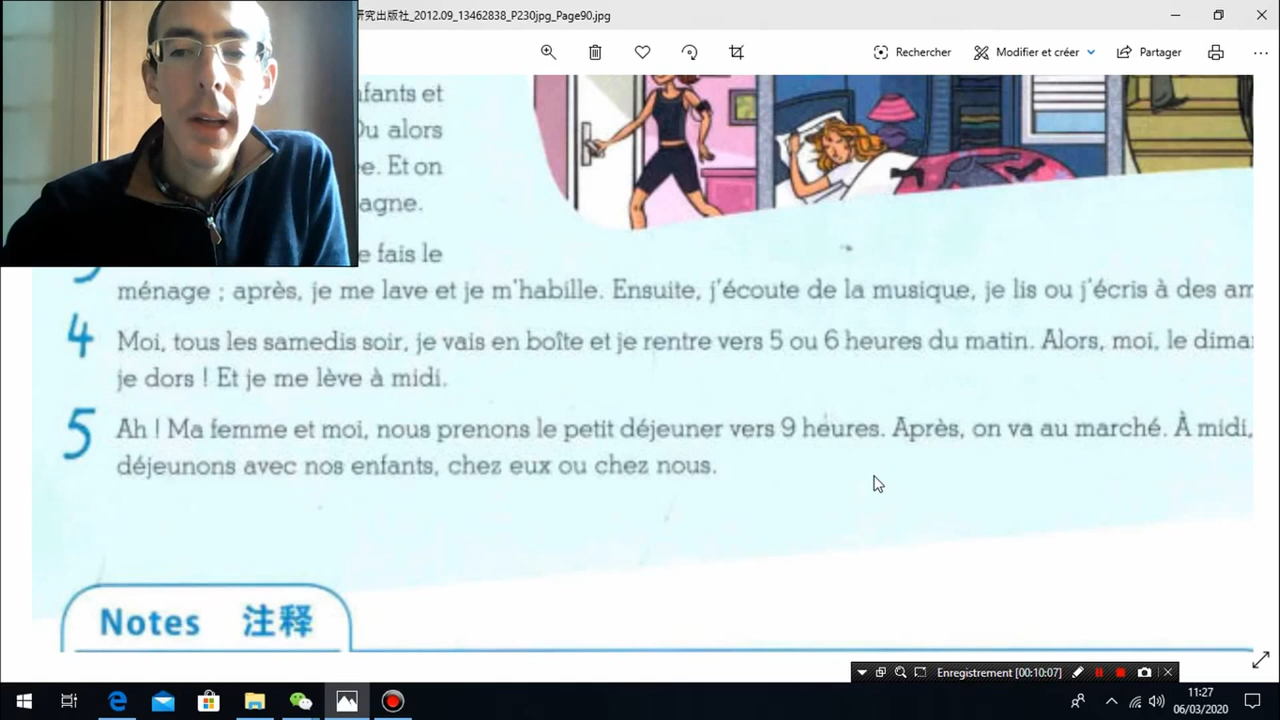 研究出版社_2012.09_13462838_P230jpg_Page90.jpg
Rechercher
Modifier et créer
Partager
enfants et
Ou alors
Et on
fais le
ménage ; après, je me lave et je m'habille. Ensuite, j'écoute de la musique, je lis ou j'écris à des
4
Moi, tous les samedis soir, je vais en boîte et je rentre vers 5 ou 6 heures du matin. Alors, moi, le
je dors ! Et je me lève à midi.
5
Ah ! Ma femme et moi, nous prenons le petit déjeuner vers 9 heures. Après, on va au marché. À midi,
déjeunons avec nos enfants, chez eux ou chez nous.
Notes 注释
Enregistrement [00:10:07]
11:27
06/03/2020